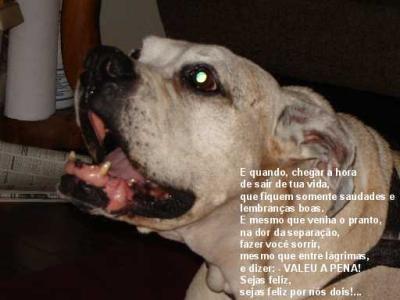 E quando, chegar a hora
de sair de tua vida,
que fiquem somente saudades e
lembranças boas,
E mesmo que venha o pranto,
na dor da separação,
fazer você sorrir,
mesmo que entre lágrimas,
e dizer: - VALEU A PENA!
Sejas feliz,
sejas feliz por nós dois!...